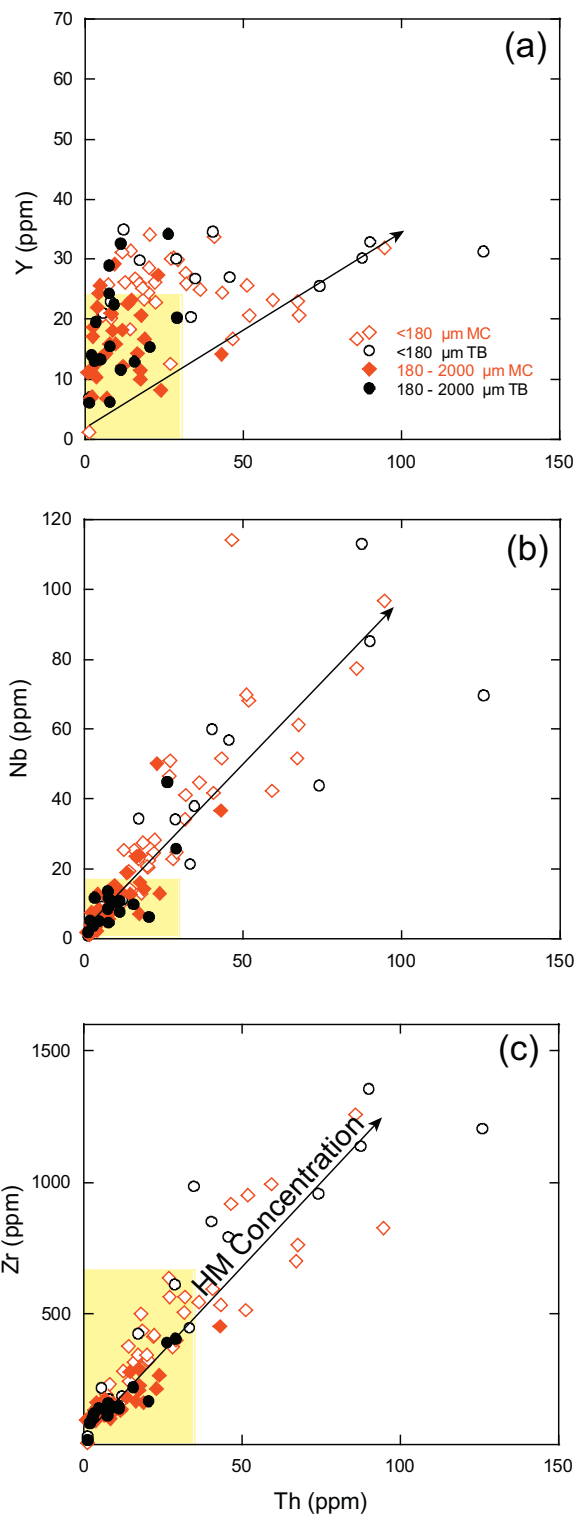 (a)
70
60
50
40
30
20
10
0
Y (ppm)
<180 µm MC
<180 µm TB
180 - 2000 µm MC
180 - 2000 µm TB
0
50
100
150
(b)
120
100
80
60
40
20
0
Nb (ppm)
0
50
100
150
(c)
1500
1000
500
Zr (ppm)
HM Concentration
0
50
100
150
Th (ppm)